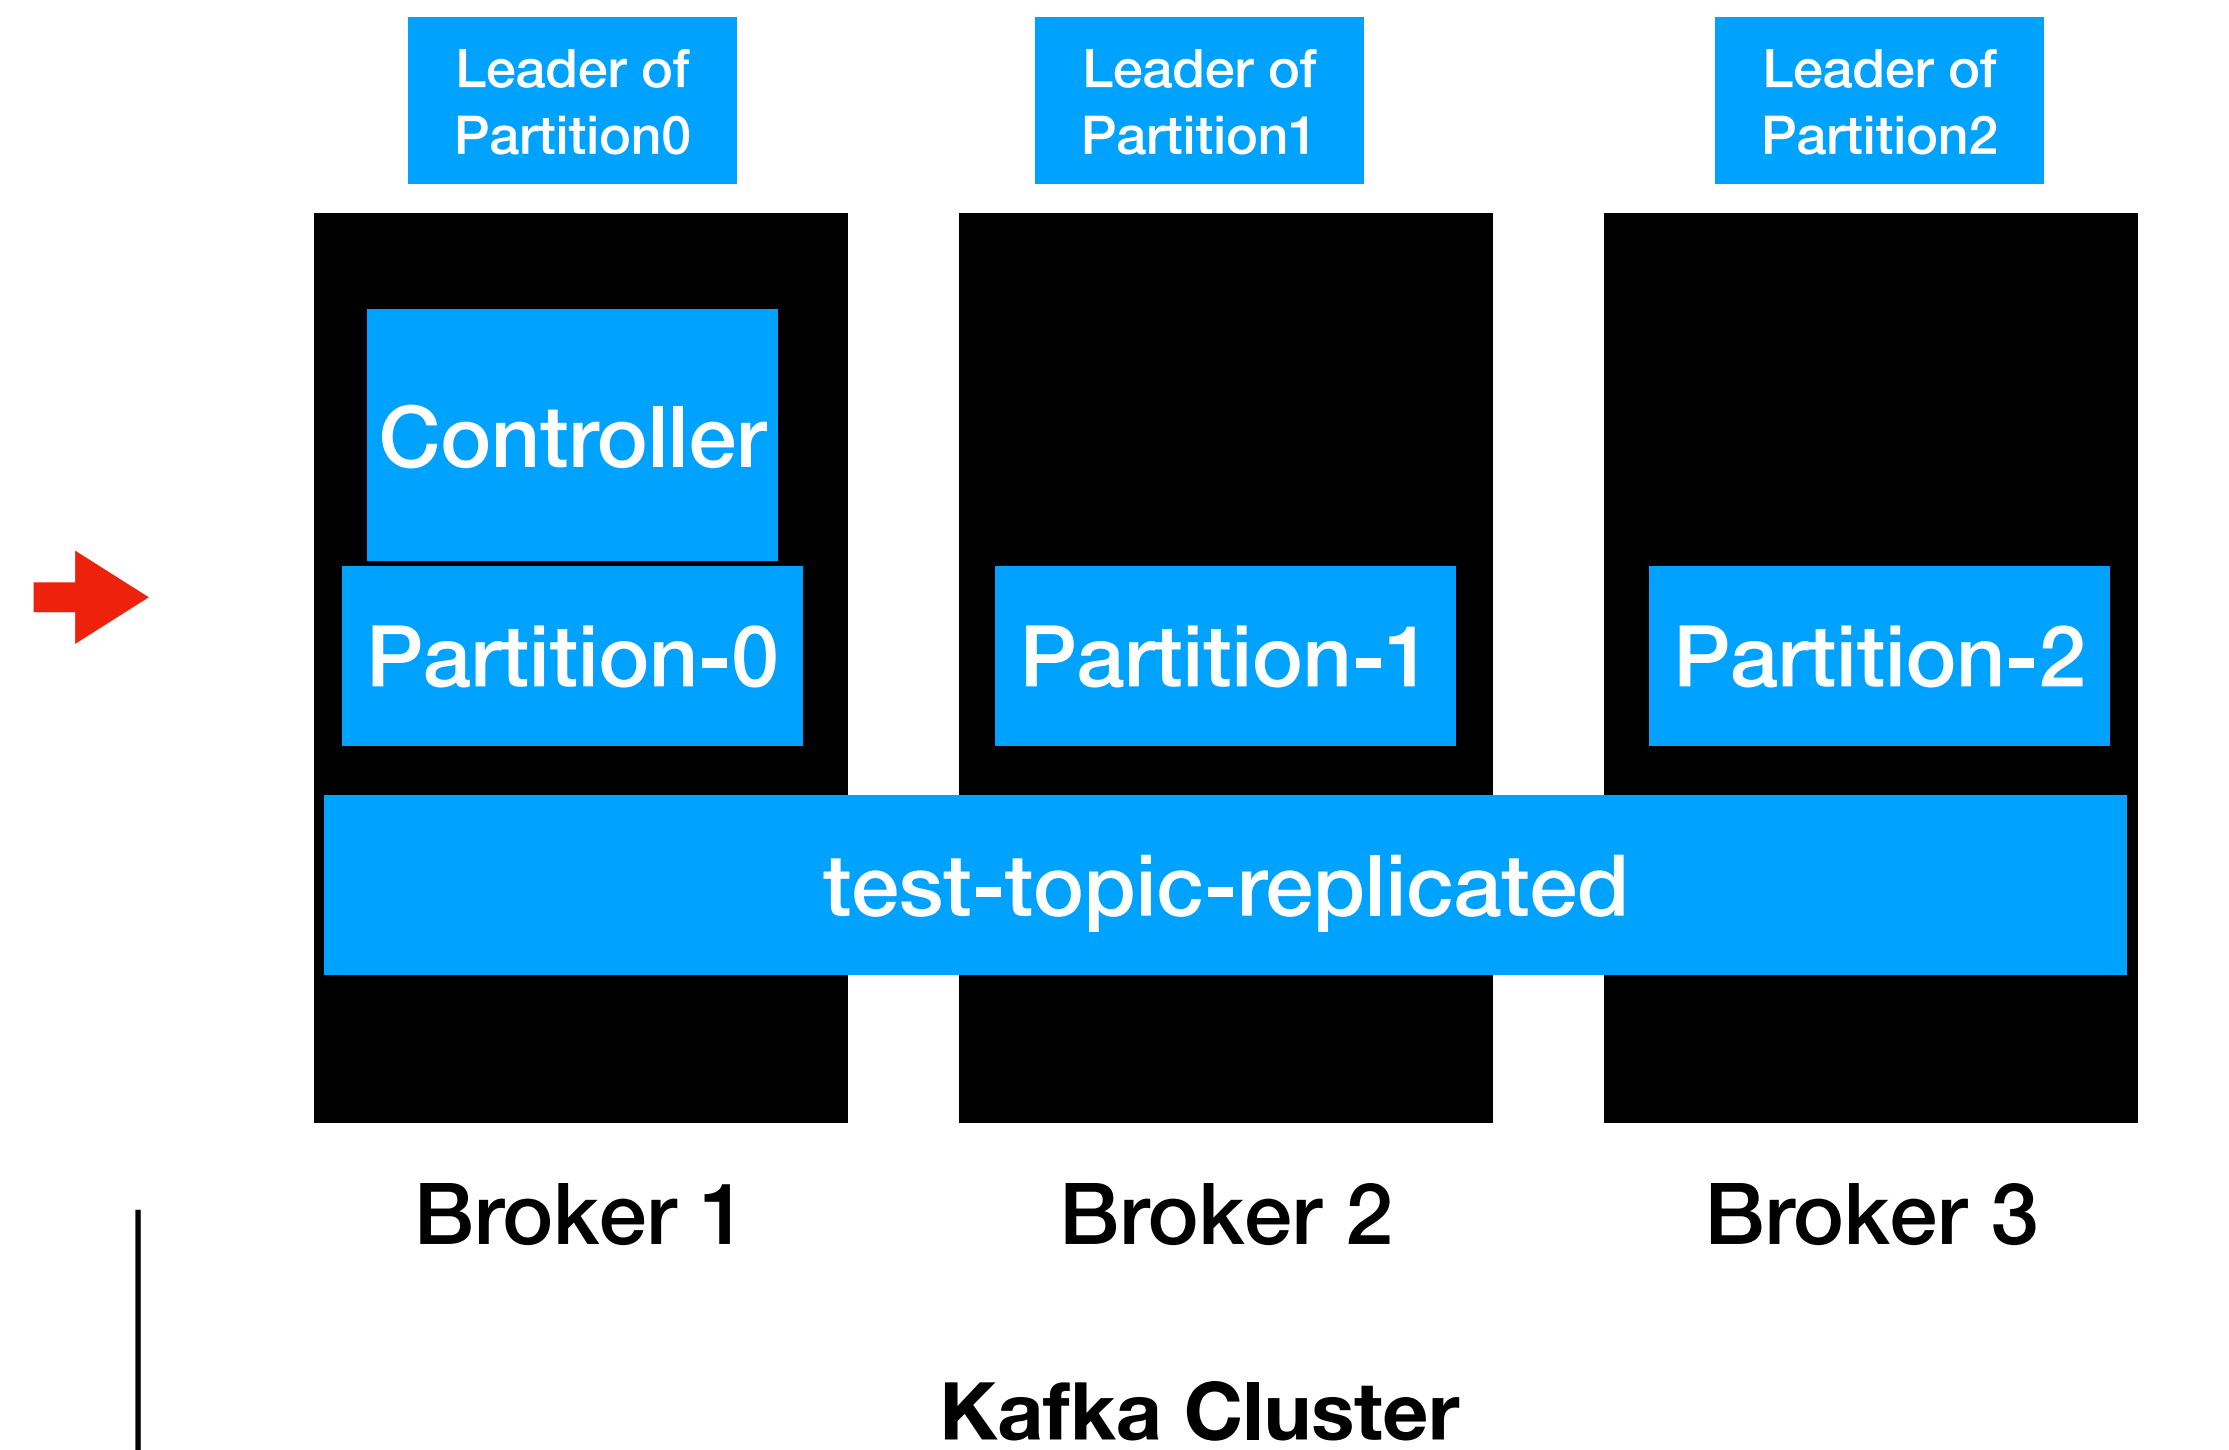 Leader of
Partition0
Leader of
Partition1
Leader of
Partition2
Controller
Partition-0
Partition-1
Partition-2
test-topic-replicated
Broker 1
Broker 2
Broker 3
Kafka Cluster